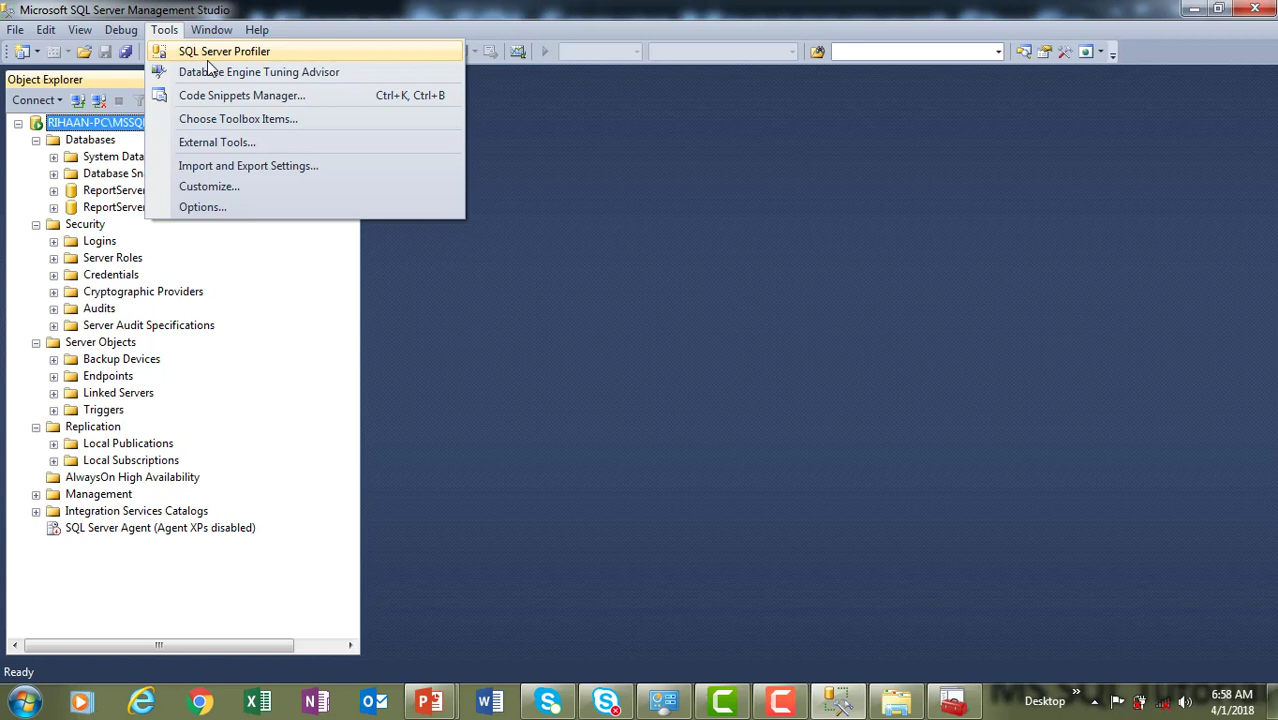 Microsoft SQL Server Management Studio
File Edit View Debug Tools Window Help
SQL Server Profiler
Database Engine Tuning Advisor
Code Snippets Manager... Ctrl+K, Ctrl+B
Choose Toolbox Items...
External Tools...
Import and Export Settings...
Customize...
Options...
Object Explorer
Connect
RIHAAN-PC\MSSQ
Databases
System Data
Database Sna
ReportServer
ReportServer
Security
Logins
Server Roles
Credentials
Cryptographic Providers
Audits
Server Audit Specifications
Server Objects
Backup Devices
Endpoints
Linked Servers
Triggers
Replication
Local Publications
Local Subscriptions
AlwaysOn High Availability
Management
Integration Services Catalogs
SQL Server Agent (Agent XPs disabled)
Ready
Desktop
6:58 AM
4/1/2018